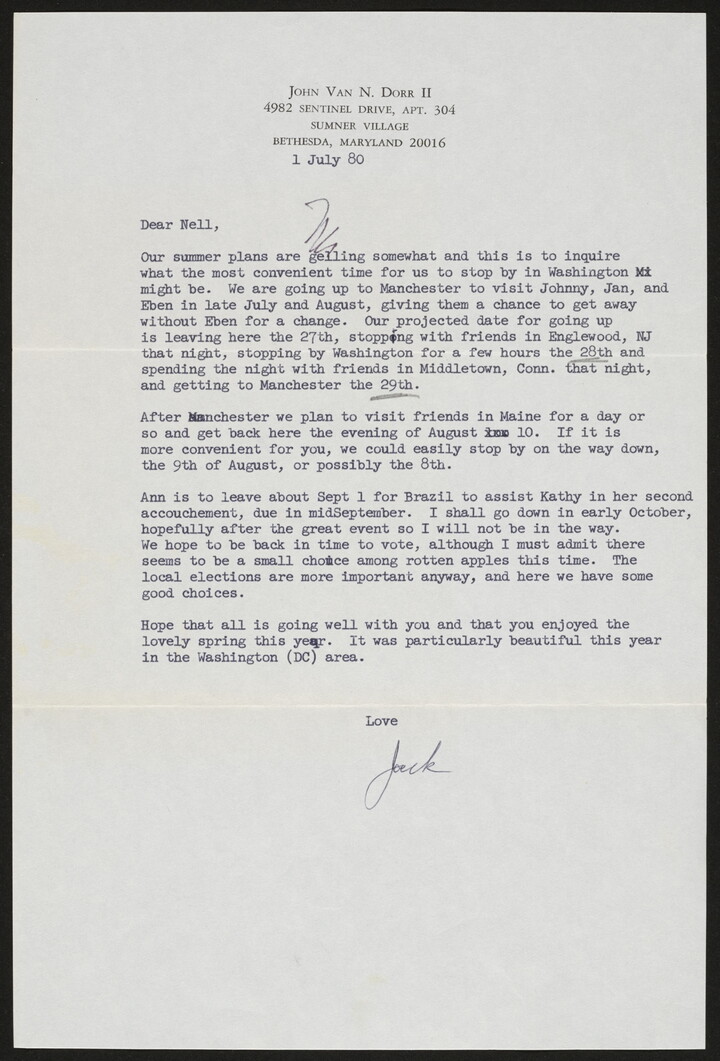 John Van N. Dorr II
4982 Sentinel Drive, Apt. 304
Sumner Village
Bethesda, Maryland 20016
1 July 80
Dear Nell,
Our summer plans are gelling somewhat and this is to inquire
what the most convenient time for us to stop by in Washington
might be. We are going up to Manchester to visit Johnny, Jan, and
Eben in late July and August, giving them a chance to get away
without Eben for a change. Our projected date for going up
is leaving here the 27th, stopping with friends in Englewood, NJ
that night, stopping by Washington for a few hours the 28th and
spending the night with friends in Middletown, Conn. that night,
and getting to Manchester the 29th.
After Manchester we plan to visit friends in Maine for a day or
so and get back here the evening of August 10. If it is
more convenient for you, we could easily stop by on the way down,
the 9th of August, or possibly the 8th.
Ann is to leave about Sept 1 for Brazil to assist Kathy in her second
accouchement, due in midSeptember. I shall go down in early October,
hopefully after the great event so I will not be in the way.
We hope to be back in time to vote, although I must admit there
seems to be a small choice among rotten apples this time. The
local elections are more important anyway, and here we have some
good choices.
Hope that all is going well with you and that you enjoyed the
lovely spring this year. It was particularly beautiful this year
in the Washington (DC) area.
Love
Jack